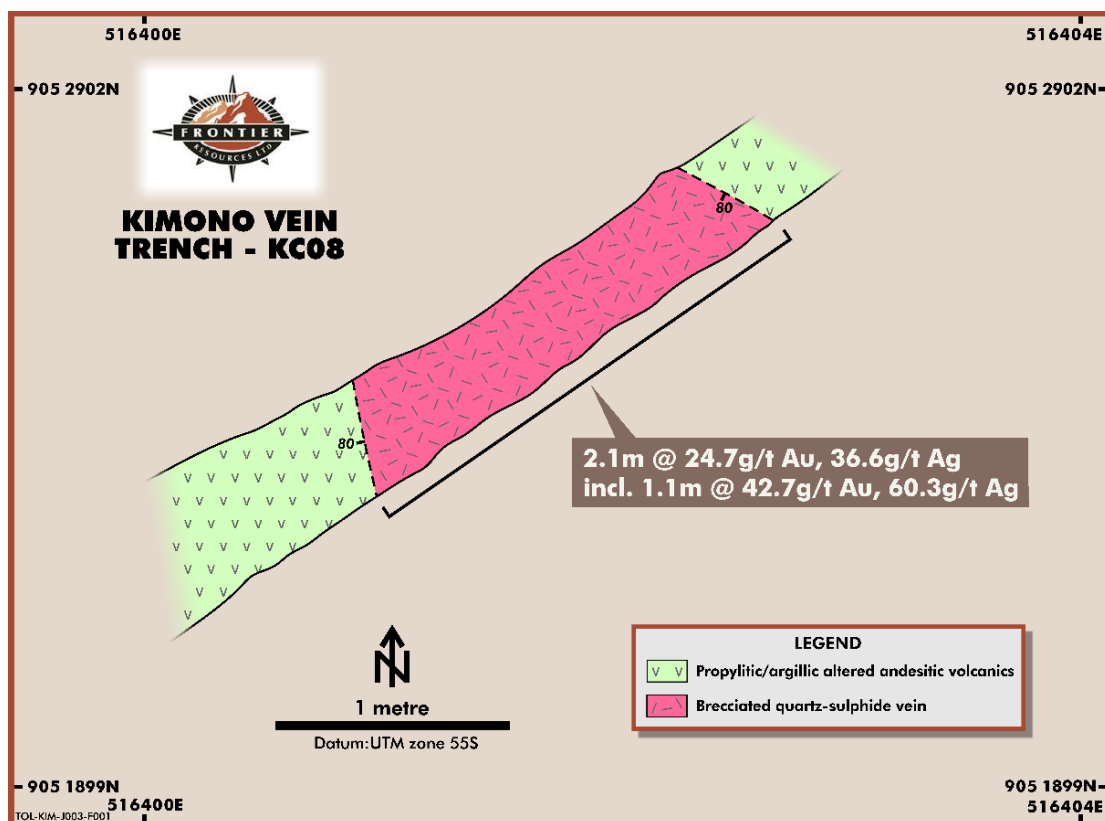 516400E
516404E
905 2902N
905 2902N
FRONTIER
RESOURCES LTD
KIMONO VEIN
TRENCH - KC08
80
80
2.1m @ 24.7g/t Au, 36.6g/t Ag
incl. 1.1m @ 42.7g/t Au, 60.3g/t Ag
N
1 metre
Datum:UTM zone 55S
LEGEND
V V Propylitic/argillic altered andesitic volcanics
Brecciated quartz-sulphide vein
905 1899N
905 1899N
516400E
516404E
TOL-KIM-J003-F001